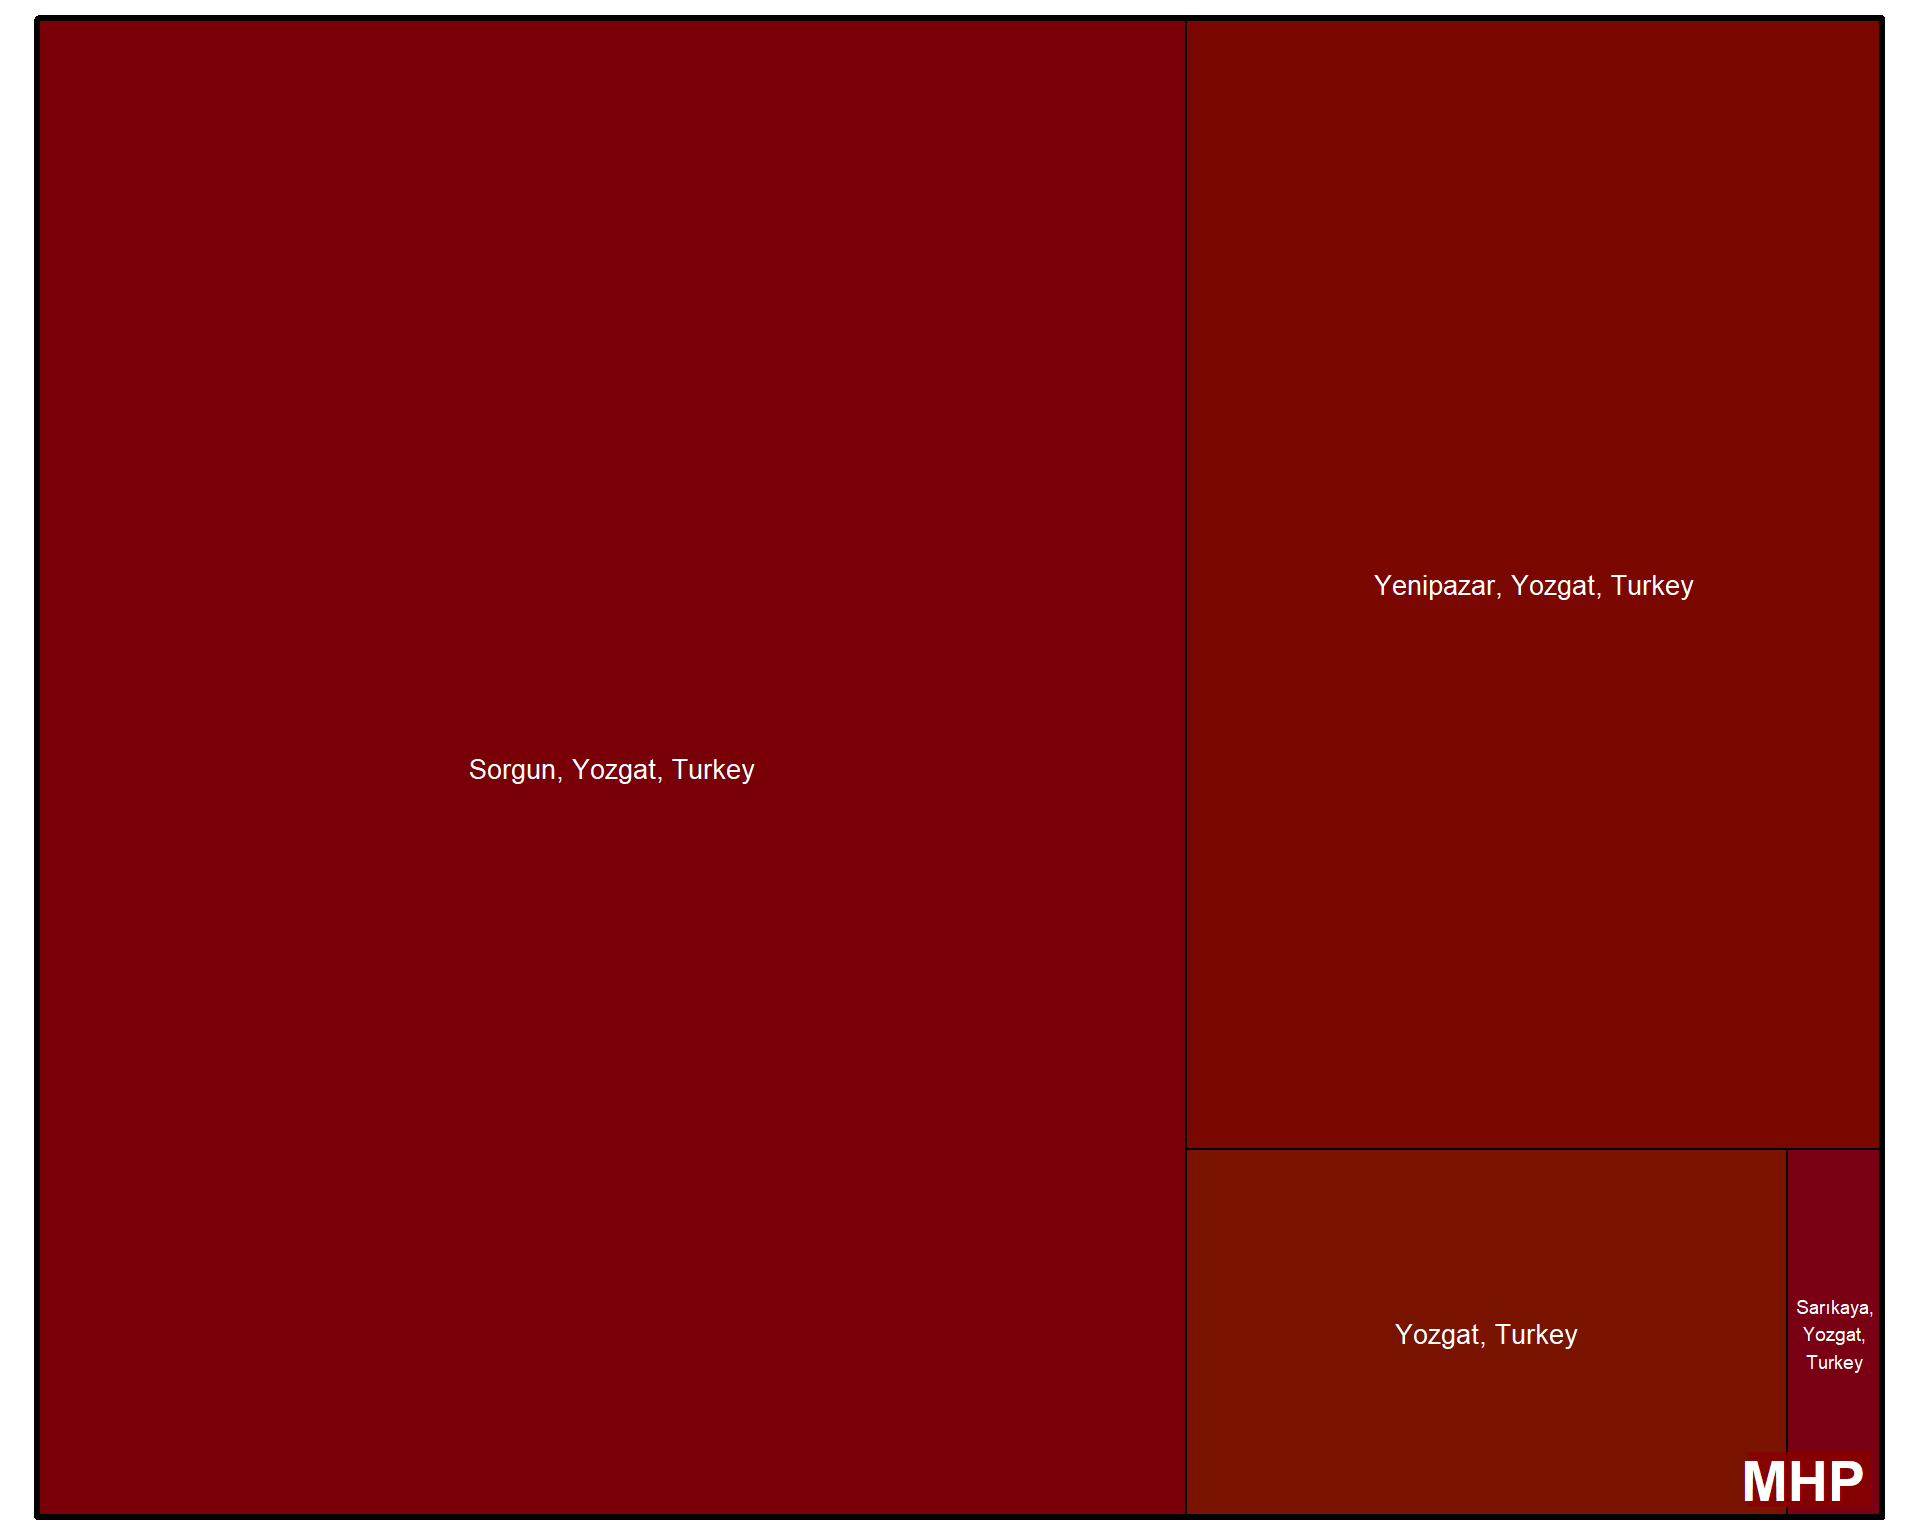 Sorgun, Yozgat, Turkey
Yenipazar, Yozgat, Turkey
Yozgat, Turkey
Sarıkaya,
Yozgat,
Turkey
MHP